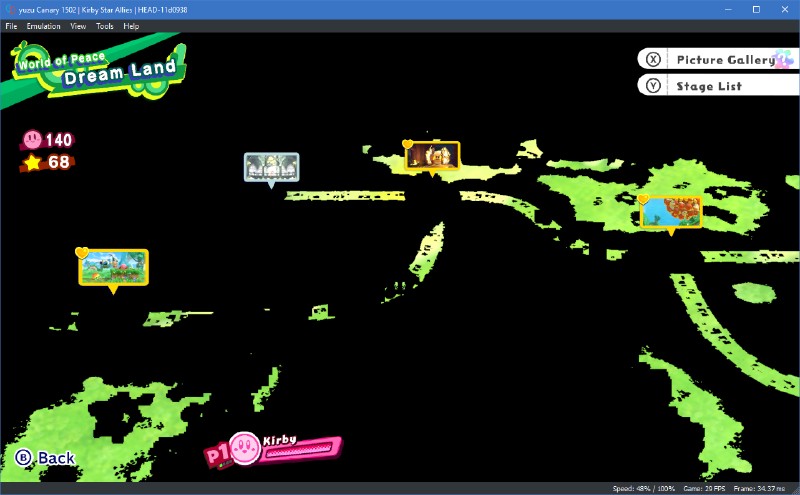 yuzu Canary 1502 | Kirby Star Allies | HEAD-11d0938
File Emulation View Tools Help
World of Peace
Dream Land
X Picture Gallery
Y Stage List
140
68
P1 Kirby
B Back
Speed: 48% / 100% Game: 29 FPS Frame: 34.37 ms